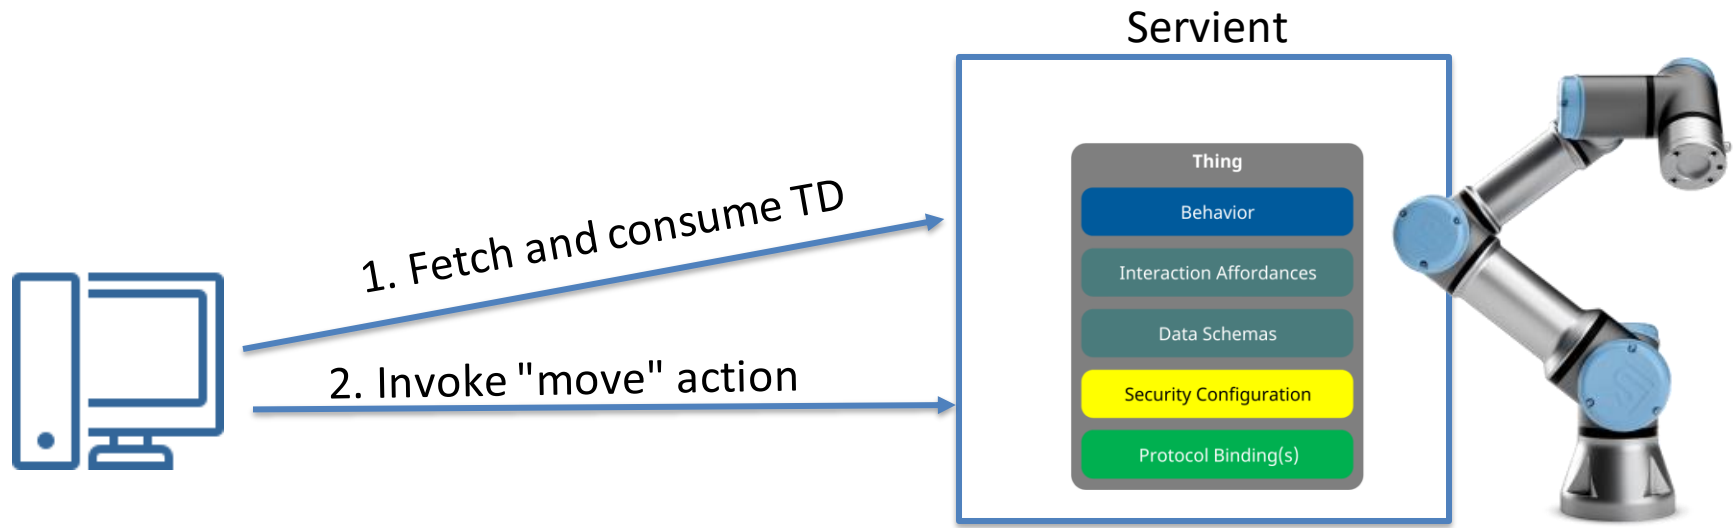 Servient
1. Fetch and consume TD
2. Invoke "move" action
Thing
Behavior
Interaction Affordances
Data Schemas
Security Configuration
Protocol Binding(s)